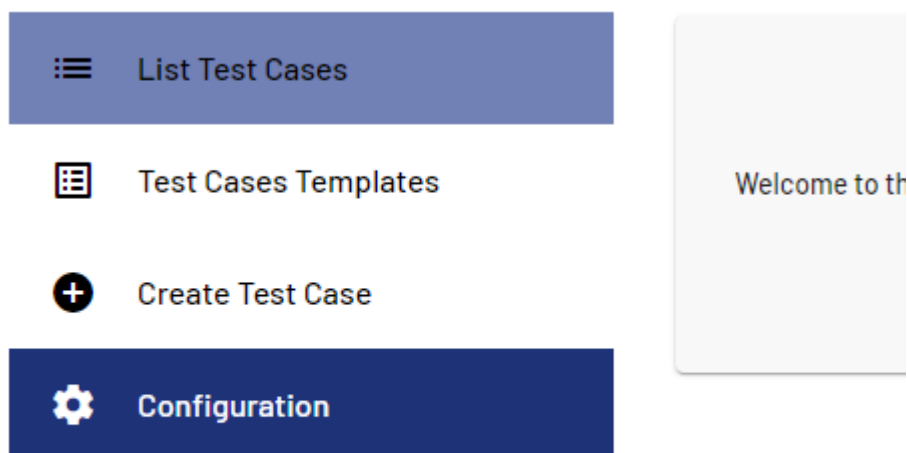 List Test Cases
Test Cases Templates
Welcome to th
Create Test Case
Configuration